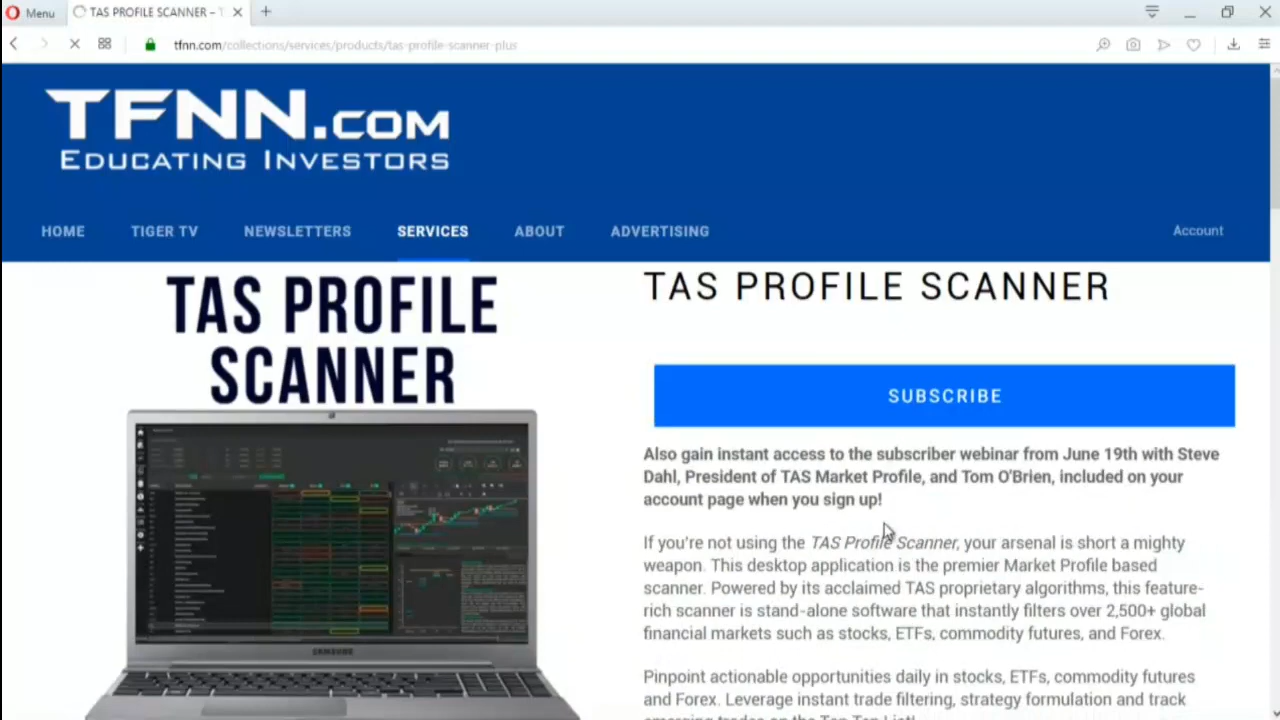 Menu
TAS PROFILE SCANNER –
tfnn.com/collections/services/products/tas-profile-scanner-plus
TFNN.COM
EDUCATING INVESTORS
HOME TIGER TV NEWSLETTERS SERVICES ABOUT ADVERTISING Account
TAS PROFILE
SCANNER
SAMSUNG
TAS PROFILE SCANNER
SUBSCRIBE
Also gain instant access to the subscriber webinar from June 19th with Steve
Dahl, President of TAS Market Profile, and Tom O'Brien, included on your
account page when you sign up!
If you're not using the TAS Profile Scanner, your arsenal is short a mighty
weapon. This desktop application is the premier Market Profile based
scanner. Powered by its acclaimed TAS proprietary algorithms, this feature-
rich scanner is stand-alone software that instantly filters over 2,500+ global
financial markets such as stocks, ETFs, commodity futures, and Forex.
Pinpoint actionable opportunities daily in stocks, ETFs, commodity futures
and Forex. Leverage instant trade filtering, strategy formulation and track
emerging trades on the Top Ten List!